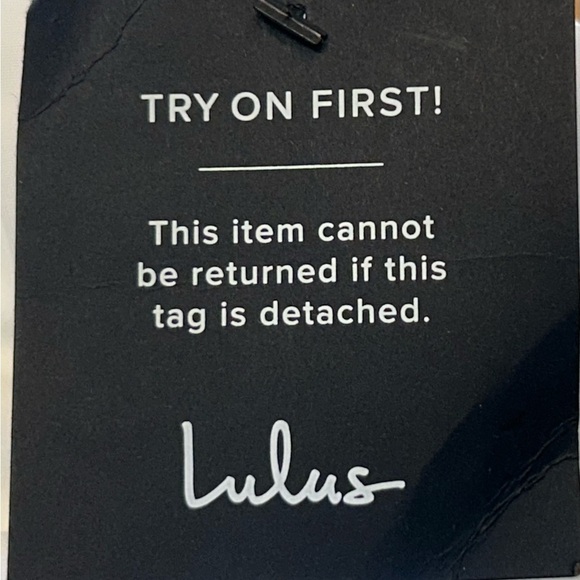 TRY ON FIRST!
This item cannot
be returned if this
tag is detached.
Lulus